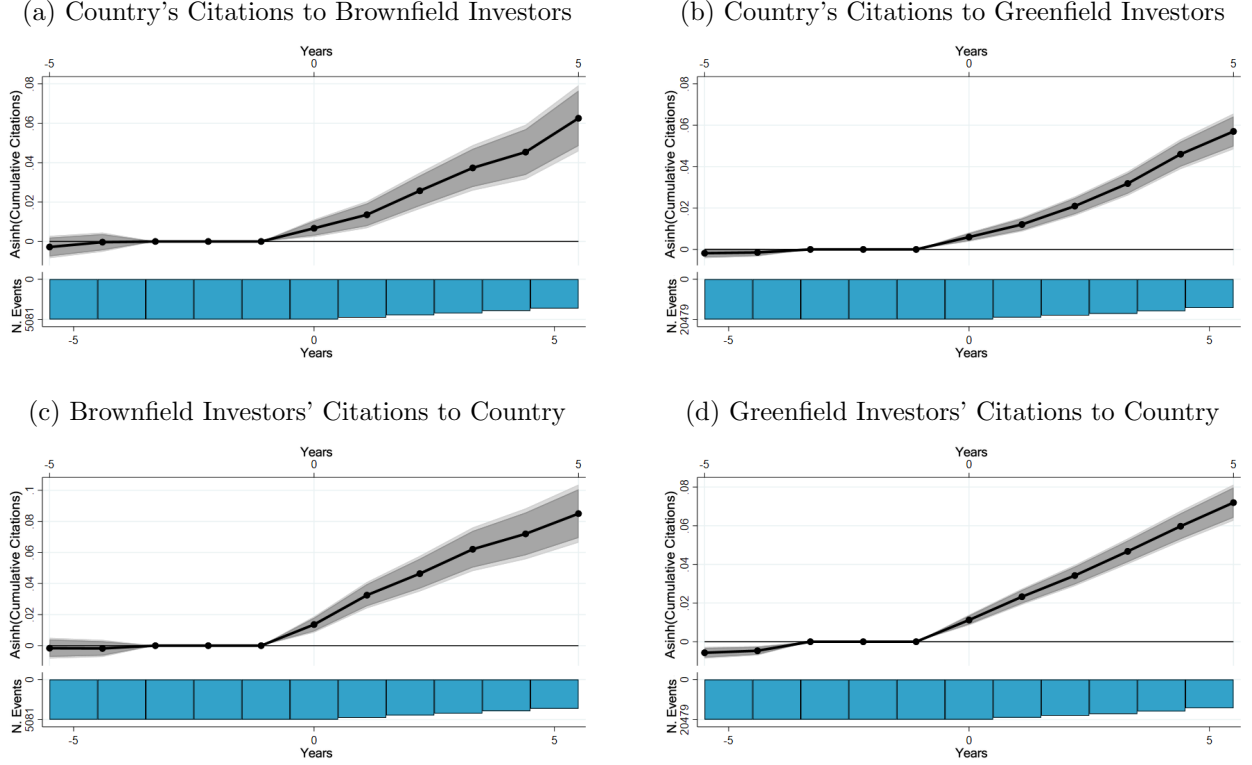 (a) Country's Citations to Brownfield Investors
Years
-5 0 5
Asinh(Cumulative Citations)
0 .02 .04 .06 .08
N. Events
5081 0
-5 0 5
Years
(b) Country's Citations to Greenfield Investors
Years
-5 0 5
Asinh(Cumulative Citations)
0 .02 .04 .06 .08
N. Events
20479 0
-5 0 5
Years
(c) Brownfield Investors' Citations to Country
Years
-5 0 5
Asinh(Cumulative Citations)
0 .02 .04 .06 .08 .1
N. Events
5081 0
-5 0 5
Years
(d) Greenfield Investors' Citations to Country
Years
-5 0 5
Asinh(Cumulative Citations)
0 .02 .04 .06 .08
N. Events
20479 0
-5 0 5
Years